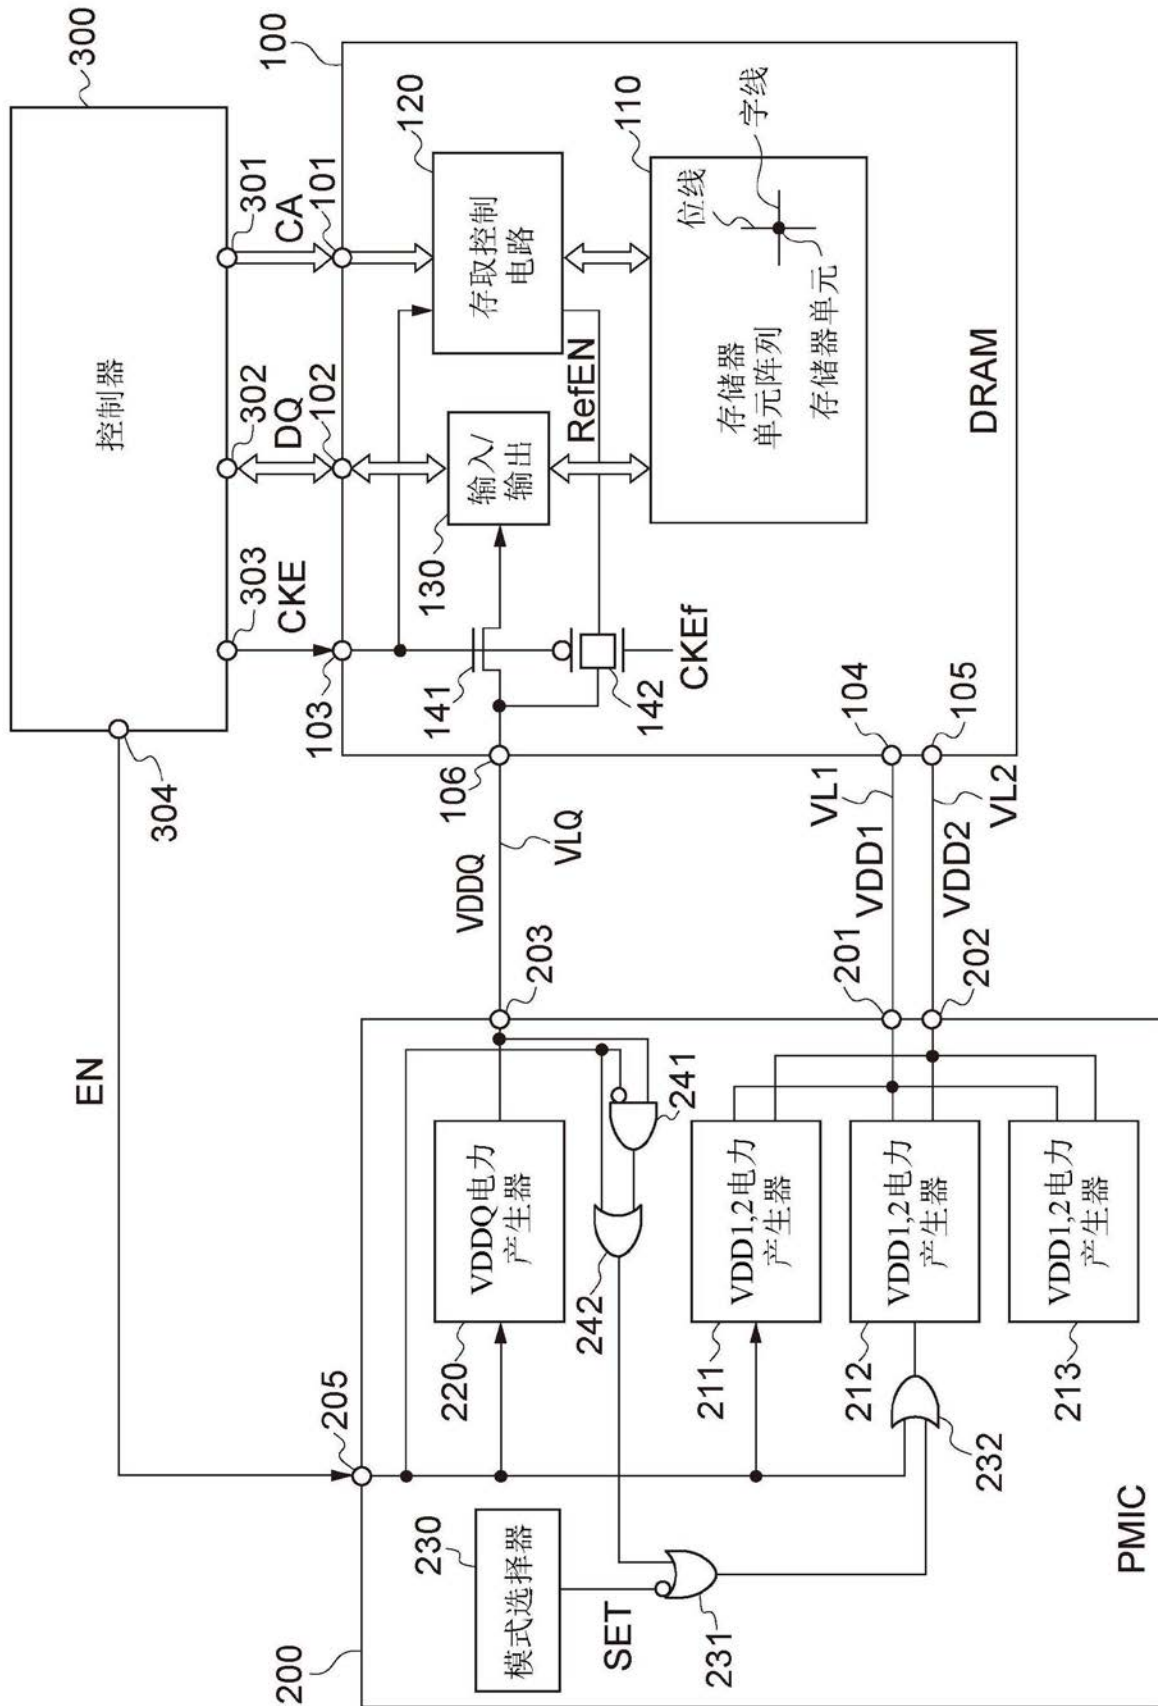 300
控制器
304
303
302
301
CKE
DQ
CA
103
102
101
100
EN
141
130
输入/
输出
存取控制
电路
120
142
CKEf
RefEN
110
存储器
单元阵列
位线
字线
存储器单元
DRAM
106
104
105
VDDQ
VLQ
VL1
VDD1
VL2
VDD2
203
201
202
200
205
230
模式选择器
SET
231
220
VDDQ电力
产生器
242
241
211
VDD1,2电力
产生器
212
VDD1,2电力
产生器
232
213
VDD1,2电力
产生器
PMIC